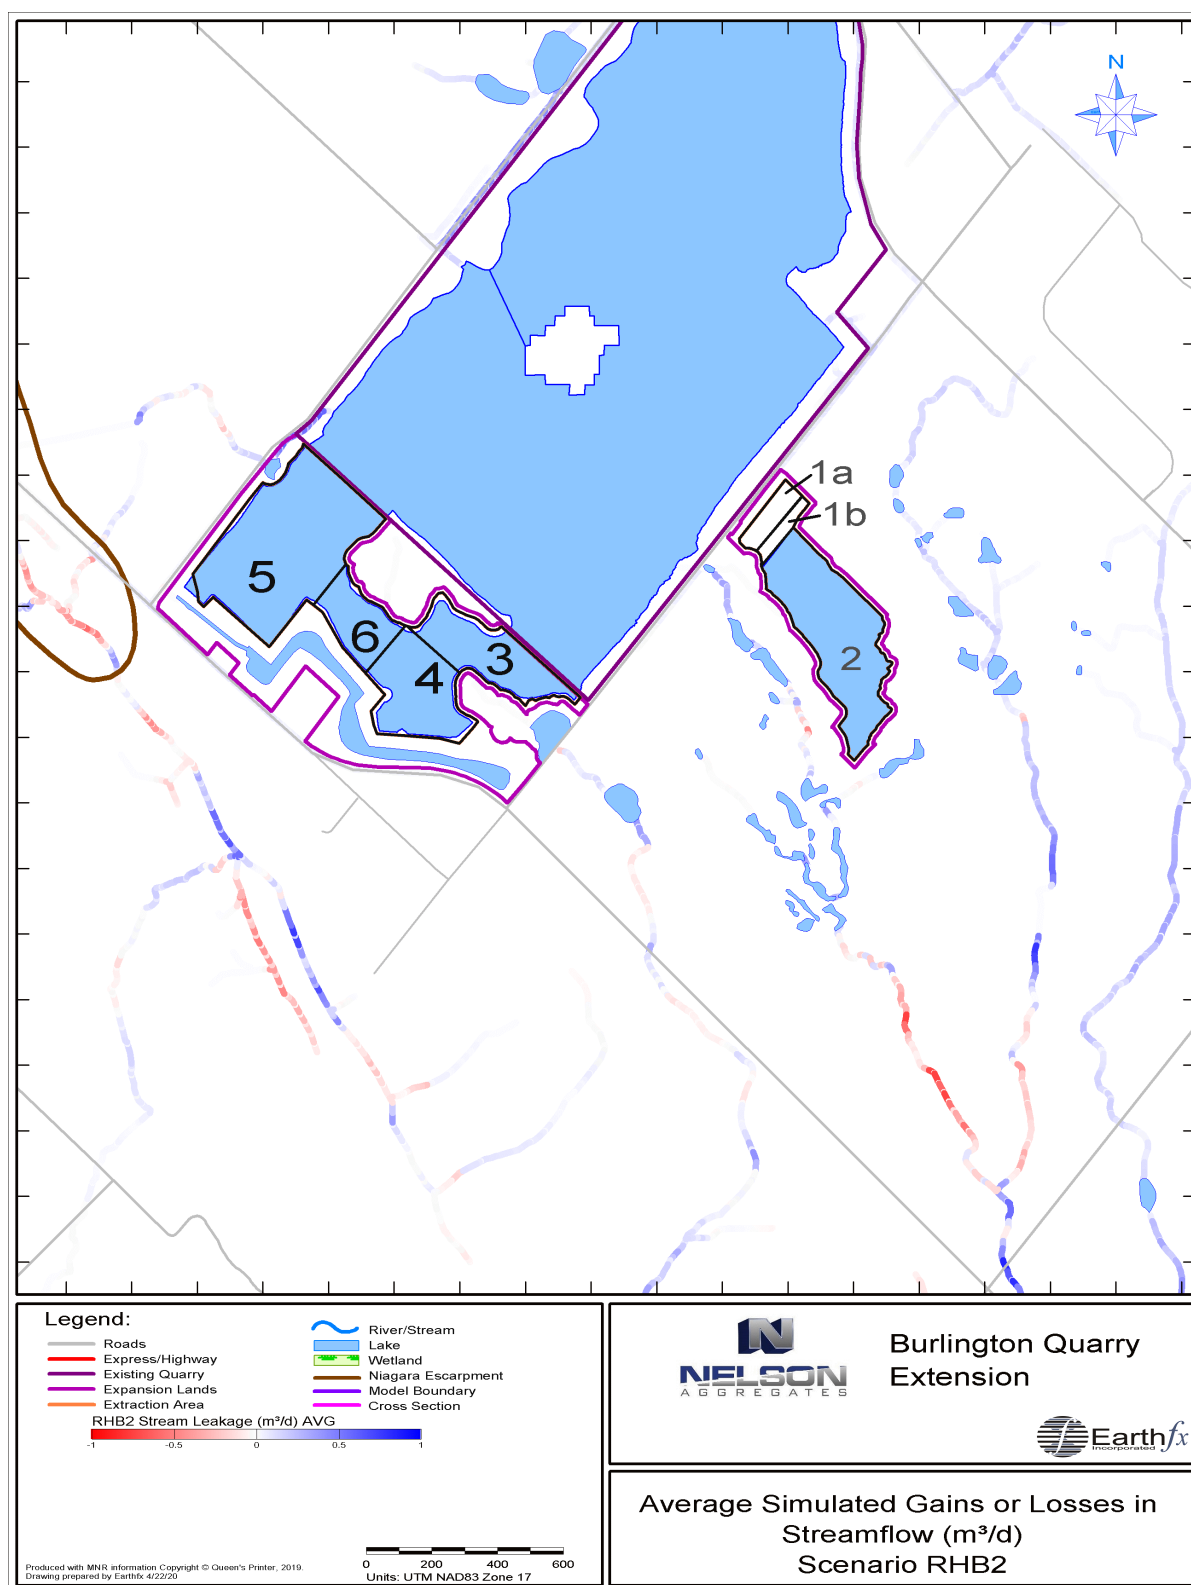 N
1a
1b
5
6
3
4
2
Legend:
Roads
Express/Highway
Existing Quarry
Expansion Lands
Extraction Area
River/Stream
Lake
Wetland
Niagara Escarpment
Model Boundary
Cross Section
RHB2 Stream Leakage (m³/d) AVG
-1 -0.5 0 0.5 1
Produced with MNR information Copyright © Queen's Printer, 2019.
Drawing prepared by Earthfx 4/22/20
0 200 400 600
Units: UTM NAD83 Zone 17
N
NELSON
AGGREGATES
Burlington Quarry
Extension
Earthfx
Incorporated
Average Simulated Gains or Losses in
Streamflow (m³/d)
Scenario RHB2